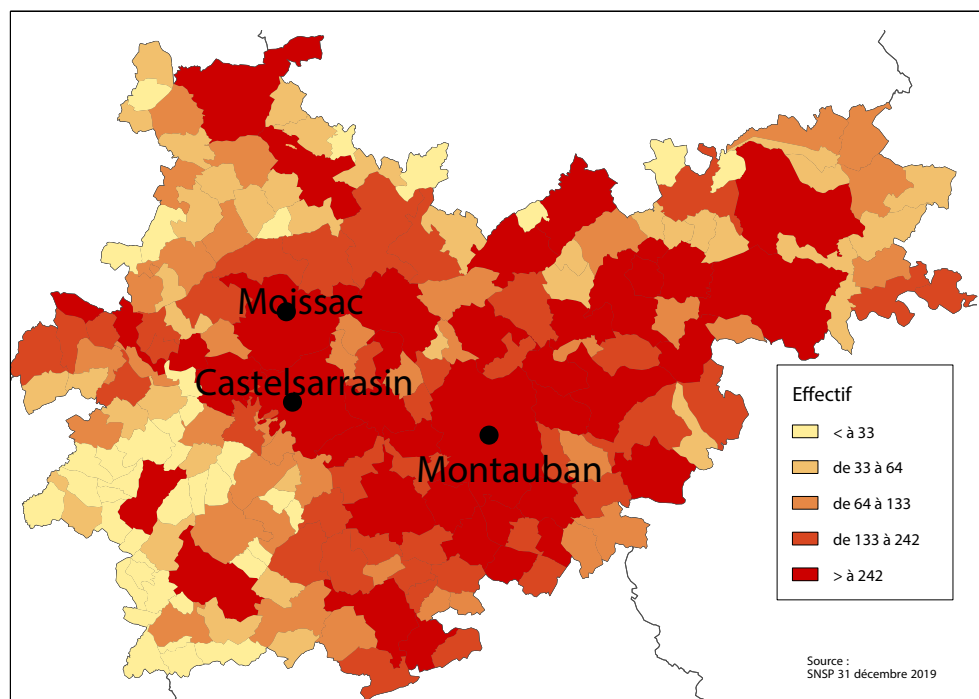 Moissac
Castelsarrasin
Montauban
Effectif
< à 33
de 33 à 64
de 64 à 133
de 133 à 242
> à 242
Source :
SNSP 31 décembre 2019